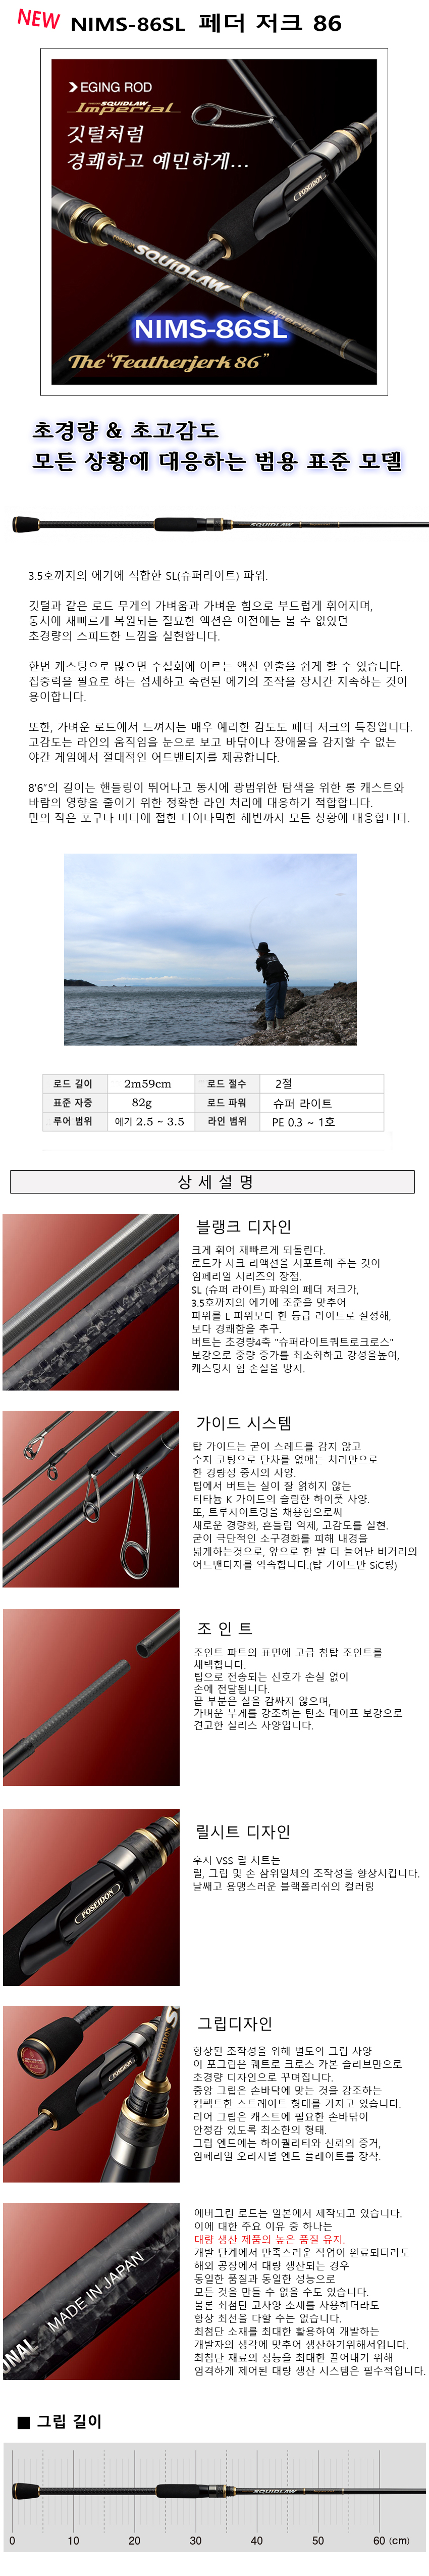 NEW NIMS-86SL 페더 저크 86
EGING ROD
SQUIDLAW
Imperial
깃털처럼
경쾌하고 예민하게...
POSEIDON
SQUIDLAW
Imperial
NIMS-86SL
The "Featherjerk 86"
초경량 & 초고감도
모든 상황에 대응하는 범용 표준 모델
SQUIDLAW
3.5호까지의 에기에 적합한 SL(슈퍼라이트) 파워.
깃털과 같은 로드 무게의 가벼움과 가벼운 힘으로 부드럽게 휘어지며,
동시에 재빠르게 복원되는 절묘한 액션은 이전에는 볼 수 없었던
초경량의 스피드한 느낌을 실현합니다.
한번 캐스팅으로 많으면 수십회에 이르는 액션 연출을 쉽게 할 수 있습니다.
집중력을 필요로 하는 섬세하고 숙련된 에기의 조작을 장시간 지속하는 것이
용이합니다.
또한, 가벼운 로드에서 느껴지는 매우 예리한 감도도 페더 저크의 특징입니다.
고감도는 라인의 움직임을 눈으로 보고 바닦이나 장애물을 감지할 수 없는
야간 게임에서 절대적인 어드밴티지를 제공합니다.
8'6"의 길이는 핸들링이 뛰어나고 동시에 광범위한 탐색을 위한 롱 캐스트와
바람의 영향을 줄이기 위한 정확한 라인 처리에 대응하기 적합합니다.
만의 작은 포구나 바다에 접한 다이나믹한 해변까지 모든 상황에 대응합니다.
로드 길이 2m59cm 로드 절수 2절
표준 자중 82g 로드 파워 슈퍼 라이트
루어 범위 에기 2.5 ~ 3.5 라인 범위 PE 0.3 ~ 1호
상 세 설 명
블랭크 디자인
크게 휘어 재빠르게 되돌린다.
로드가 샤크 리액션을 서포트해 주는 것이
임페리얼 시리즈의 장점.
SL (슈퍼 라이트) 파워의 페더 저크가,
3.5호까지의 에기에 조준을 맞추어
파워를 L 파워보다 한 등급 라이트로 설정해,
보다 경쾌함을 추구.
버트는 초경량4축 "슈퍼라이트쿼트로크로스"
보강으로 중량 증가를 최소화하고 강성을높여,
캐스팅시 힘 손실을 방지.
가이드 시스템
탑 가이드는 굳이 스레드를 감지 않고
수지 코팅으로 단차를 없애는 처리만으로
한 경량성 중시의 사양.
팁에서 버트는 실이 잘 얽히지 않는
티타늄 K 가이드의 슬림한 하이풋 사양.
또, 트루자이트링을 채용함으로써
새로운 경량화, 흔들림 억제, 고감도를 실현.
굳이 극단적인 소구경화를 피해 내경을
넓게하는것으로, 앞으로 한 발 더 늘어난 비거리의
어드밴티지를 약속합니다.(탑 가이드만 SiC링)
조 인 트
조인트 파트의 표면에 고급 첨탑 조인트를
채택합니다.
팁으로 전송되는 신호가 손실 없이
손에 전달됩니다.
끝 부분은 실을 감싸지 않으며,
가벼운 무게를 강조하는 탄소 테이프 보강으로
견고한 실리스 사양입니다.
POSEIDON
릴시트 디자인
후지 VSS 릴 시트는
릴, 그립 및 손 삼위일체의 조작성을 향상시킵니다.
날쌔고 용맹스러운 블랙폴리쉬의 컬러링
POSEIDON
그립디자인
향상된 조작성을 위해 별도의 그립 사양
이 포그립은 쿼트로 크로스 카본 슬리브만으로
초경량 디자인으로 꾸며집니다.
중앙 그립은 손바닥에 맞는 것을 강조하는
컴팩트한 스트레이트 형태를 가지고 있습니다.
리어 그립은 캐스트에 필요한 손바닦이
안정감 있도록 최소한의 형태.
그립 엔드에는 하이퀄리티와 신뢰의 증거,
임페리얼 오리지널 엔드 플레이트를 장착.
MADE IN JAPAN
에버그린 로드는 일본에서 제작되고 있습니다.
이에 대한 주요 이유 중 하나는
대량 생산 제품의 높은 품질 유지.
개발 단계에서 만족스러운 작업이 완료되더라도
해외 공장에서 대량 생산되는 경우
동일한 품질과 동일한 성능으로
모든 것을 만들 수 없을 수도 있습니다.
물론 최첨단 고사양 소재를 사용하더라도
항상 최선을 다할 수는 없습니다.
최첨단 소재를 최대한 활용하여 개발하는
개발자의 생각에 맞추어 생산하기위해서입니다.
최첨단 재료의 성능을 최대한 끌어내기 위해
엄격하게 제어된 대량 생산 시스템은 필수적입니다.
■ 그립 길이
SQUIDLAW
0 10 20 30 40 50 60 (cm)